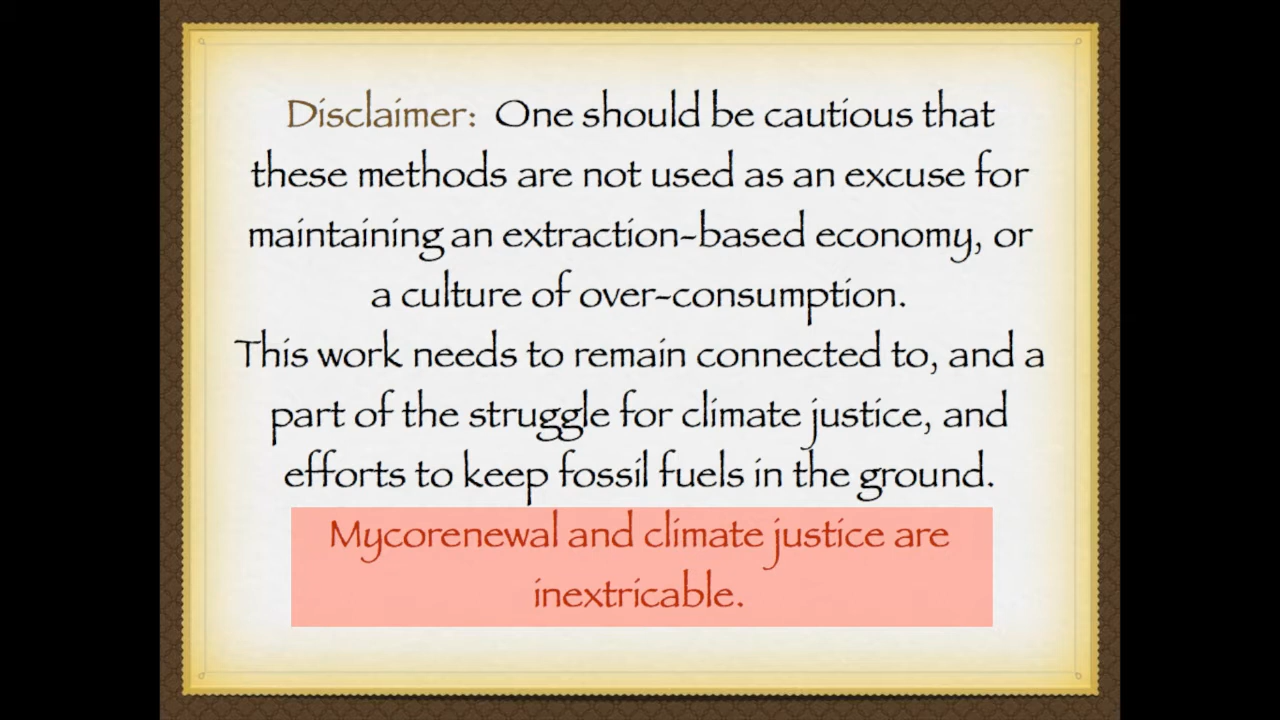 Disclaimer: One should be cautious that
these methods are not used as an excuse for
maintaining an extraction-based economy, or
a culture of over-consumption.
This work needs to remain connected to, and a
part of the struggle for climate justice, and
efforts to keep fossil fuels in the ground.
Mycorenewal and climate justice are
inextricable.